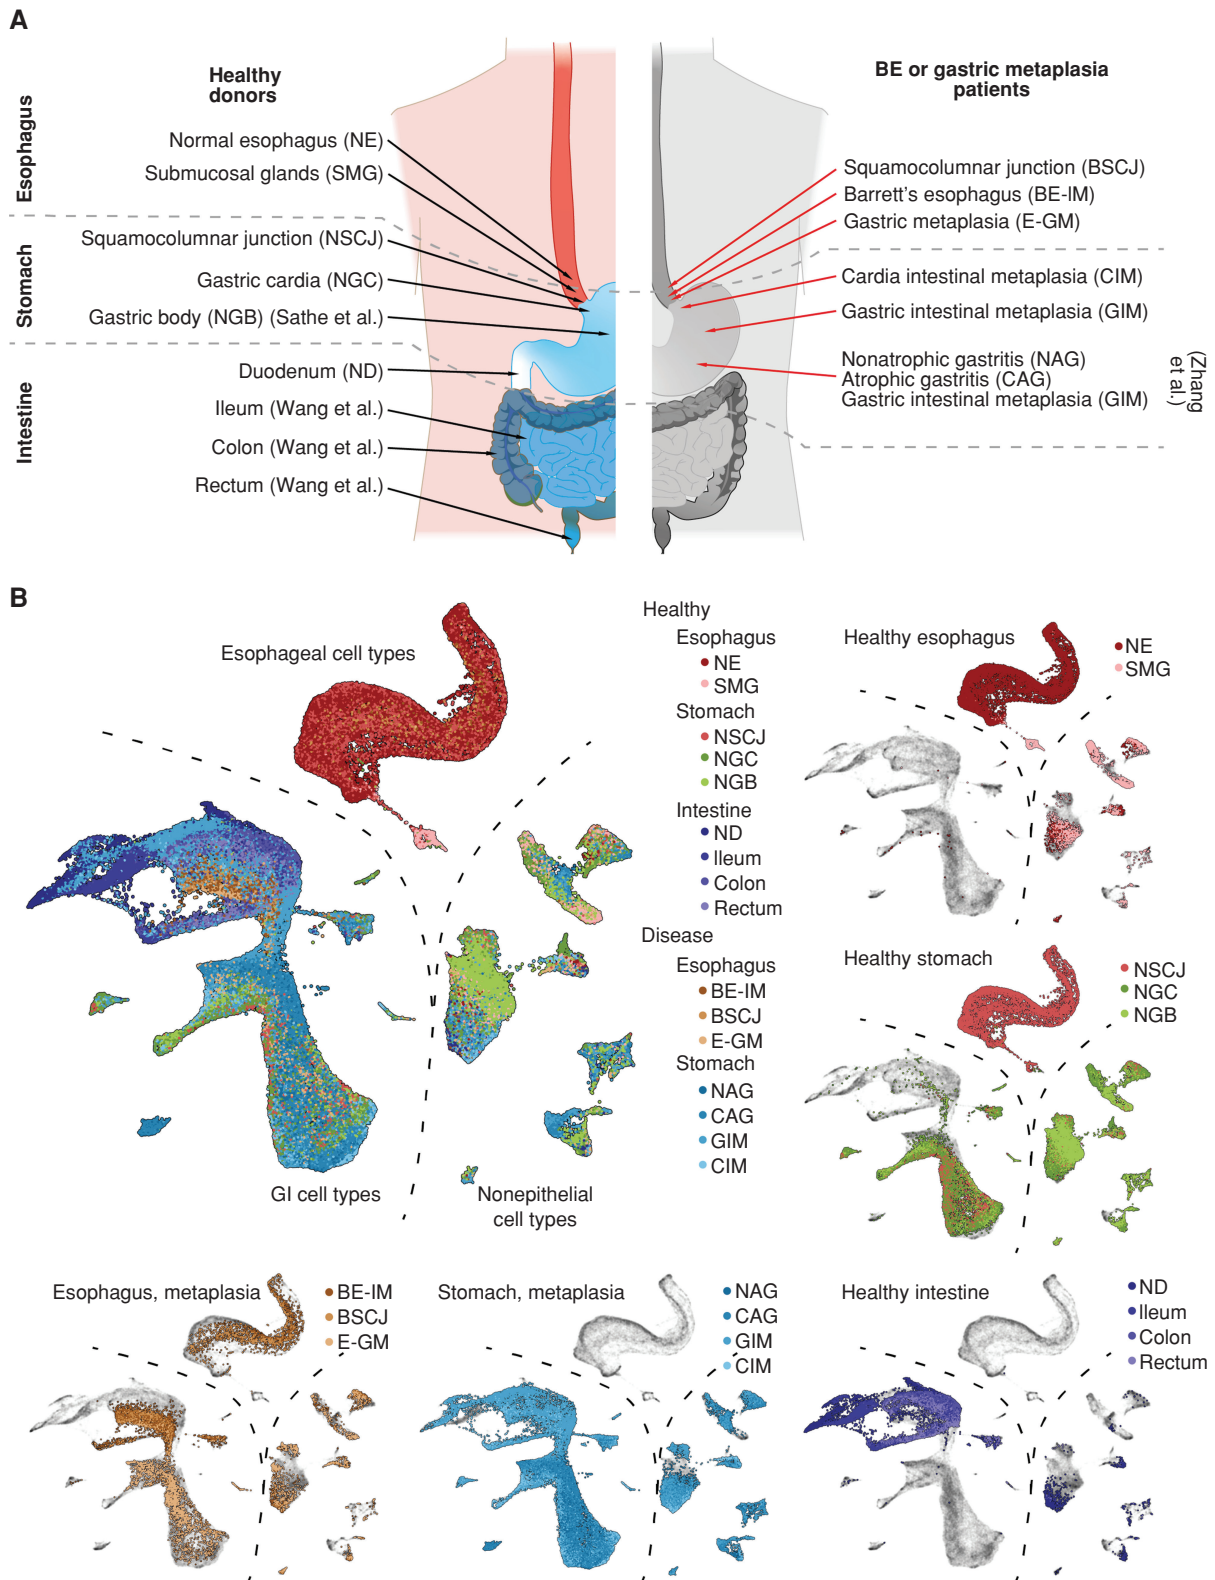 A
Healthy
donors
BE or gastric metaplasia
patients
Esophagus
Normal esophagus (NE)
Submucosal glands (SMG)
Squamocolumnar junction (BSCJ)
Barrett's esophagus (BE-IM)
Gastric metaplasia (E-GM)
Stomach
Squamocolumnar junction (NSCJ)
Gastric cardia (NGC)
Gastric body (NGB) (Sathe et al.)
Cardia intestinal metaplasia (CIM)
Gastric intestinal metaplasia (GIM)
Nonatrophic gastritis (NAG)
Atrophic gastritis (CAG)
Gastric intestinal metaplasia (GIM)
(Zhang
et al.)
Intestine
Duodenum (ND)
Ileum (Wang et al.)
Colon (Wang et al.)
Rectum (Wang et al.)
B
Esophageal cell types
GI cell types
Nonepithelial
cell types
Healthy
Esophagus
NE
SMG
Stomach
NSCJ
NGC
NGB
Intestine
ND
Ileum
Colon
Rectum
Disease
Esophagus
BE-IM
BSCJ
E-GM
Stomach
NAG
CAG
GIM
CIM
Healthy esophagus
NE
SMG
Healthy stomach
NSCJ
NGC
NGB
Esophagus, metaplasia
BE-IM
BSCJ
E-GM
Stomach, metaplasia
NAG
CAG
GIM
CIM
Healthy intestine
ND
Ileum
Colon
Rectum